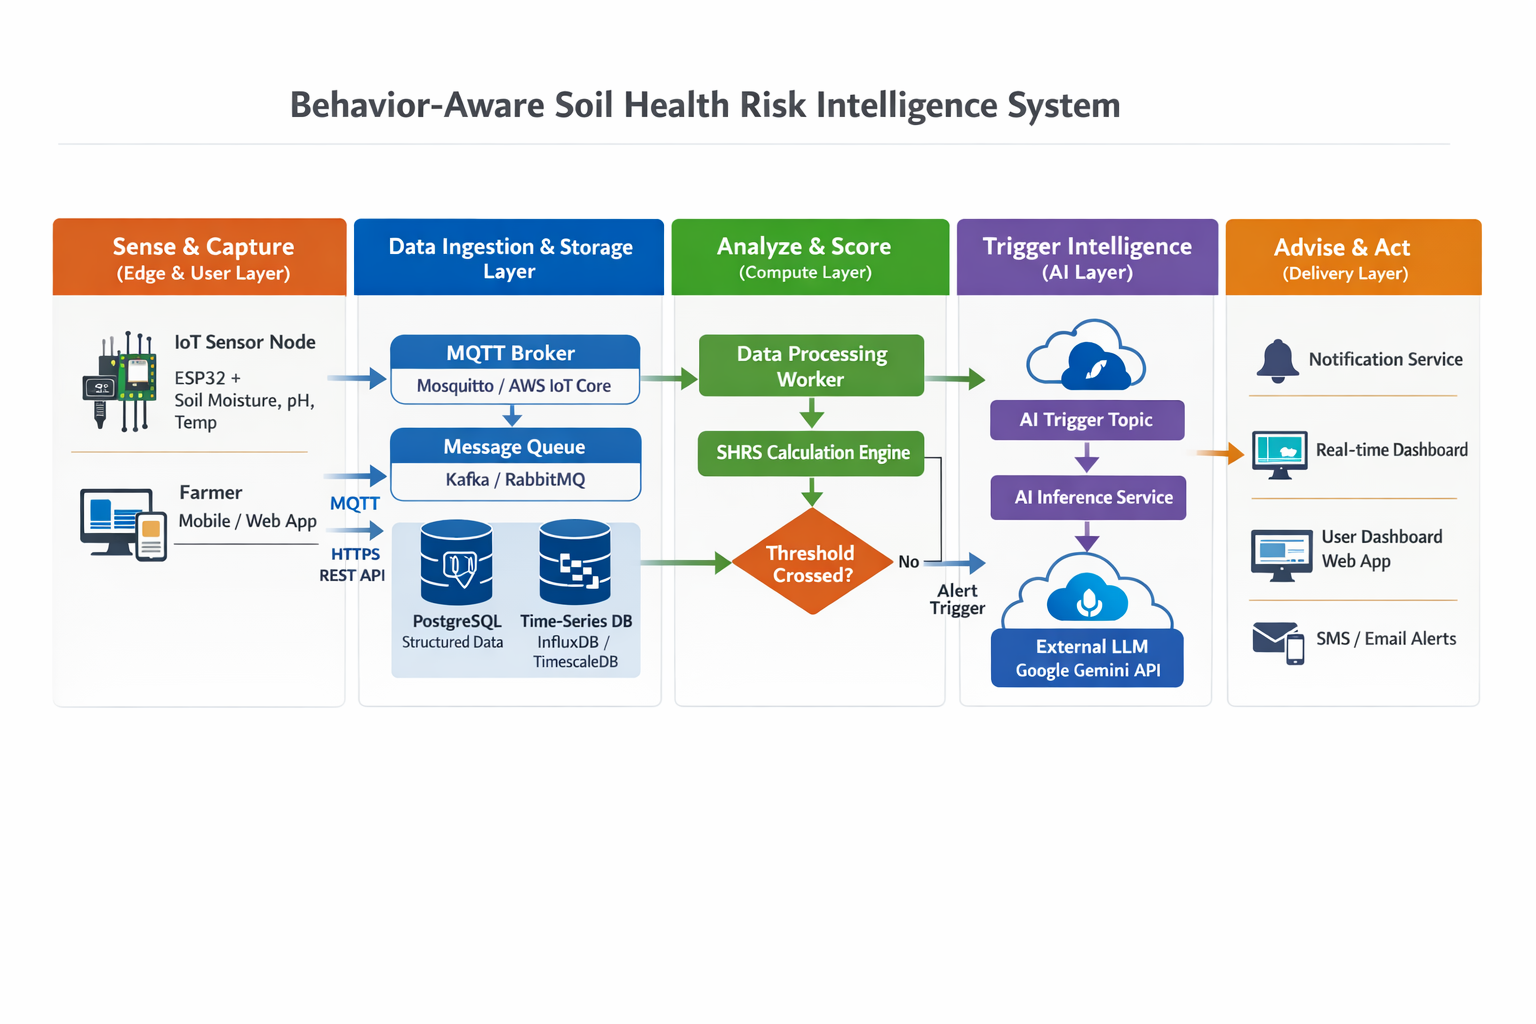 Behavior-Aware Soil Health Risk Intelligence System
Sense & Capture
(Edge & User Layer)
IoT Sensor Node
ESP32 +
Soil Moisture, pH,
Temp
Farmer
Mobile / Web App
MQTT
HTTPS
REST API
Data Ingestion & Storage
Layer
MQTT Broker
Mosquitto / AWS IoT Core
Message Queue
Kafka / RabbitMQ
PostgreSQL
Structured Data
Time-Series DB
InfluxDB /
TimescaleDB
Analyze & Score
(Compute Layer)
Data Processing
Worker
SHRS Calculation Engine
Threshold
Crossed?
No
Alert
Trigger
Trigger Intelligence
(AI Layer)
AI Trigger Topic
AI Inference Service
External LLM
Google Gemini API
Advise & Act
(Delivery Layer)
Notification Service
Real-time Dashboard
User Dashboard
Web App
SMS / Email Alerts